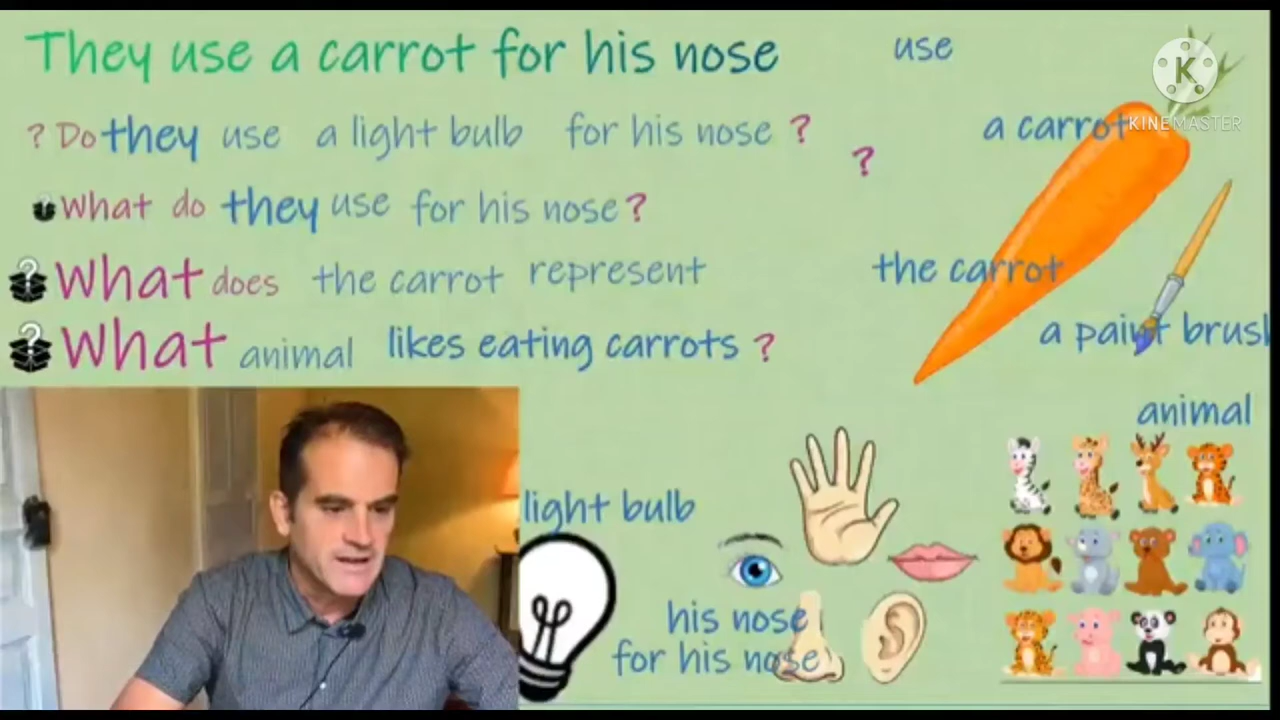 They use a carrot for his nose
use
? Do they use a light bulb for his nose ?
a carrot
KINEMASTER
K
?
What do they use for his nose ?
What does the carrot represent
the carrot
What animal likes eating carrots ?
a paint brush
animal
light bulb
his nose
for his nose